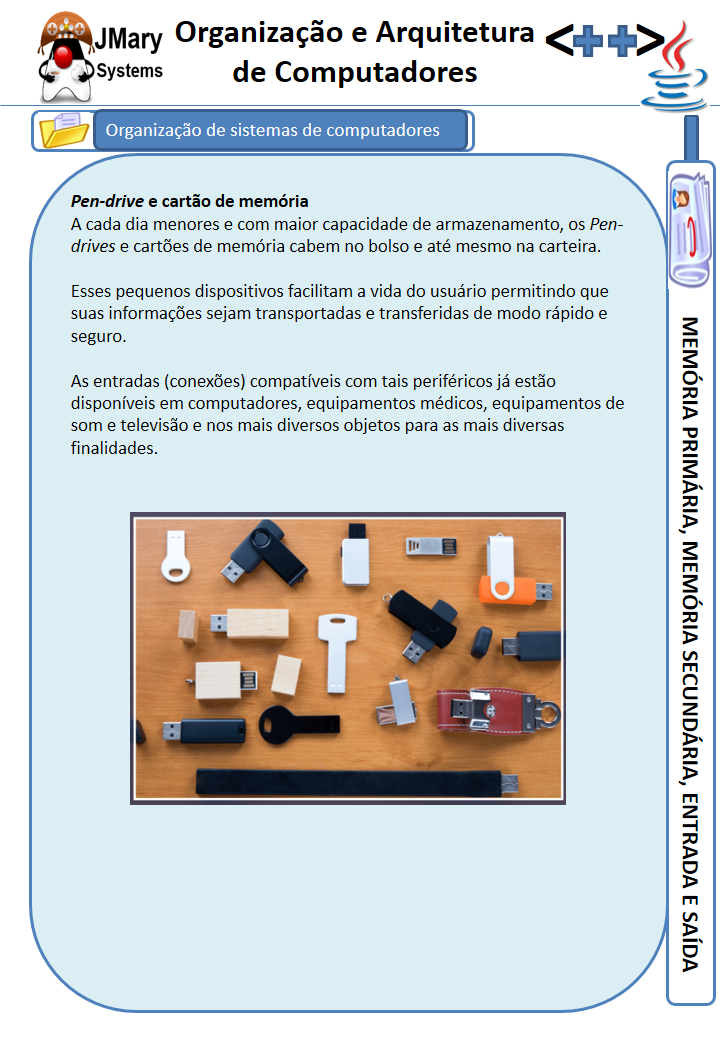 JMary
Systems
Organização e Arquitetura
de Computadores
<++>
Organização de sistemas de computadores
Pen-drive e cartão de memória
A cada dia menores e com maior capacidade de armazenamento, os Pen-
drives e cartões de memória cabem no bolso e até mesmo na carteira.
Esses pequenos dispositivos facilitam a vida do usuário permitindo que
suas informações sejam transportadas e transferidas de modo rápido e
seguro.
As entradas (conexões) compatíveis com tais periféricos já estão
disponíveis em computadores, equipamentos médicos, equipamentos de
som e televisão e nos mais diversos objetos para as mais diversas
finalidades.
MEMÓRIA PRIMÁRIA, MEMÓRIA SECUNDÁRIA, ENTRADA E SAÍDA